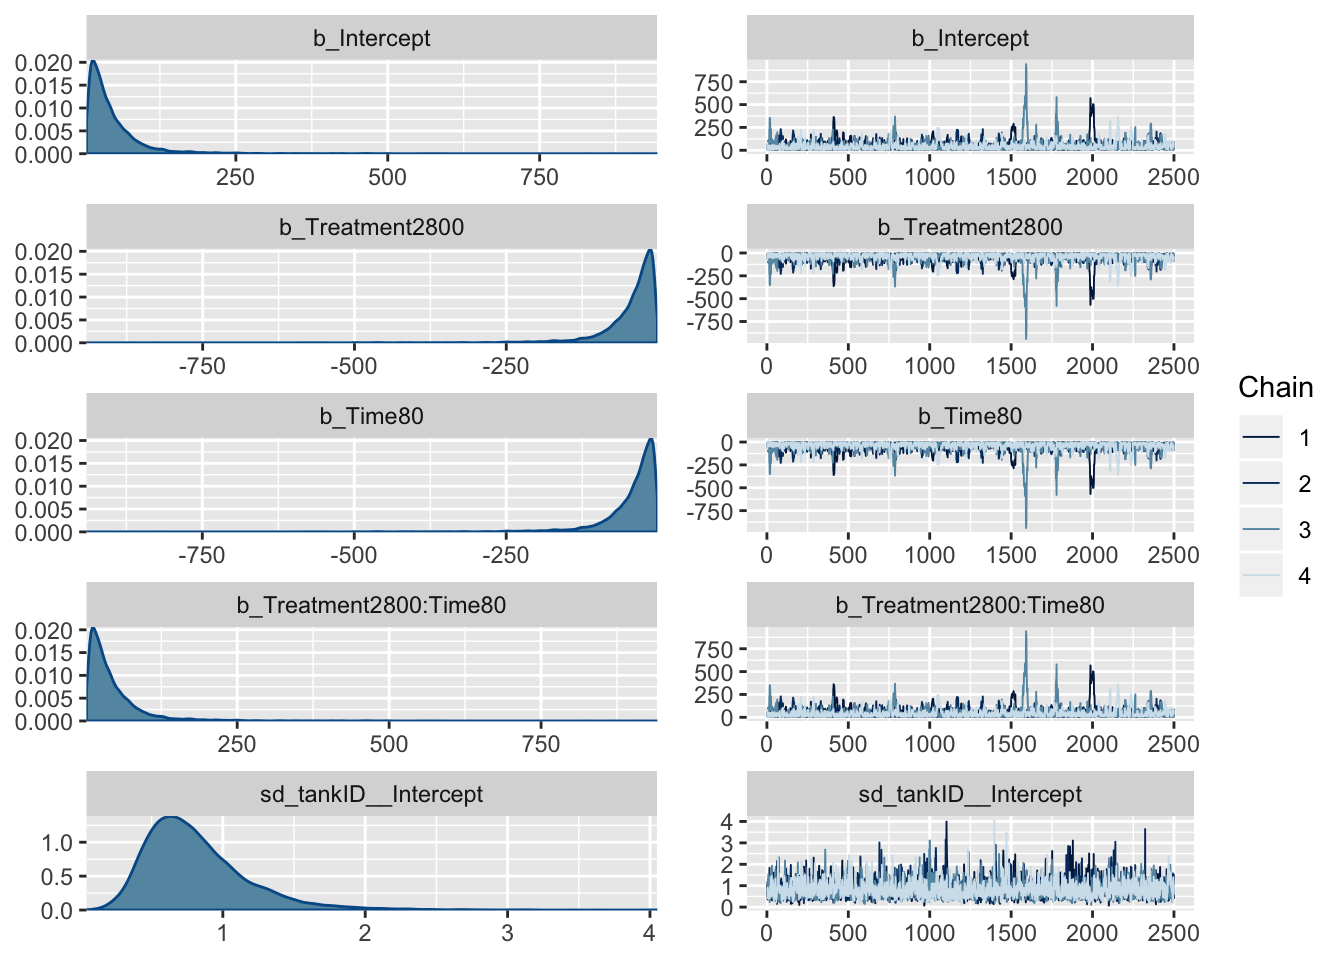 b_Intercept
0.020
0.015
0.010
0.005
0.000
250 500 750
b_Intercept
750
500
250
0
0 500 1000 1500 2000 2500
b_Treatment2800
0.020
0.015
0.010
0.005
0.000
-750 -500 -250
b_Treatment2800
0
-250
-500
-750
0 500 1000 1500 2000 2500
b_Time80
0.020
0.015
0.010
0.005
0.000
-750 -500 -250
b_Time80
0
-250
-500
-750
0 500 1000 1500 2000 2500
b_Treatment2800:Time80
0.020
0.015
0.010
0.005
0.000
250 500 750
b_Treatment2800:Time80
750
500
250
0
0 500 1000 1500 2000 2500
sd_tankID__Intercept
1.0
0.5
0.0
1 2 3 4
sd_tankID__Intercept
4
3
2
1
0
0 500 1000 1500 2000 2500
Chain
1
2
3
4